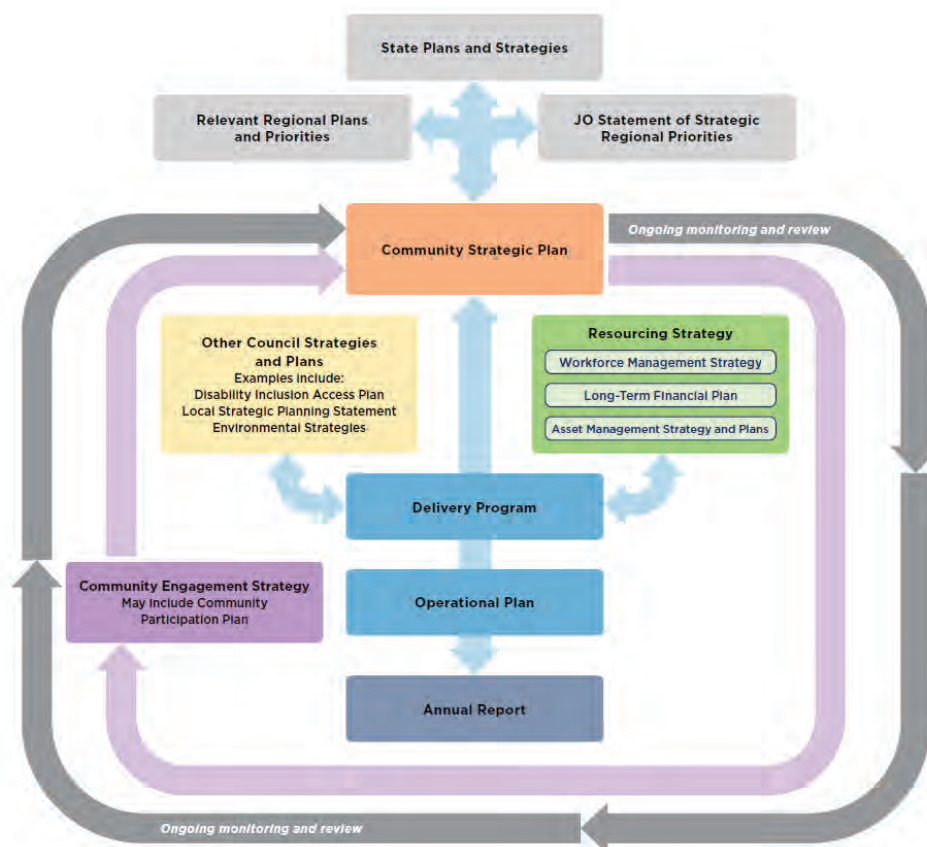 State Plans and Strategies
Relevant Regional Plans
and Priorities
JO Statement of Strategic
Regional Priorities
Community Strategic Plan
Ongoing monitoring and review
Other Council Strategies
and Plans
Examples include:
Disability Inclusion Access Plan
Local Strategic Planning Statement
Environmental Strategies
Resourcing Strategy
Workforce Management Strategy
Long-Term Financial Plan
Asset Management Strategy and Plans
Delivery Program
Community Engagement Strategy
May Include Community
Participation Plan
Operational Plan
Annual Report
Ongoing monitoring and review